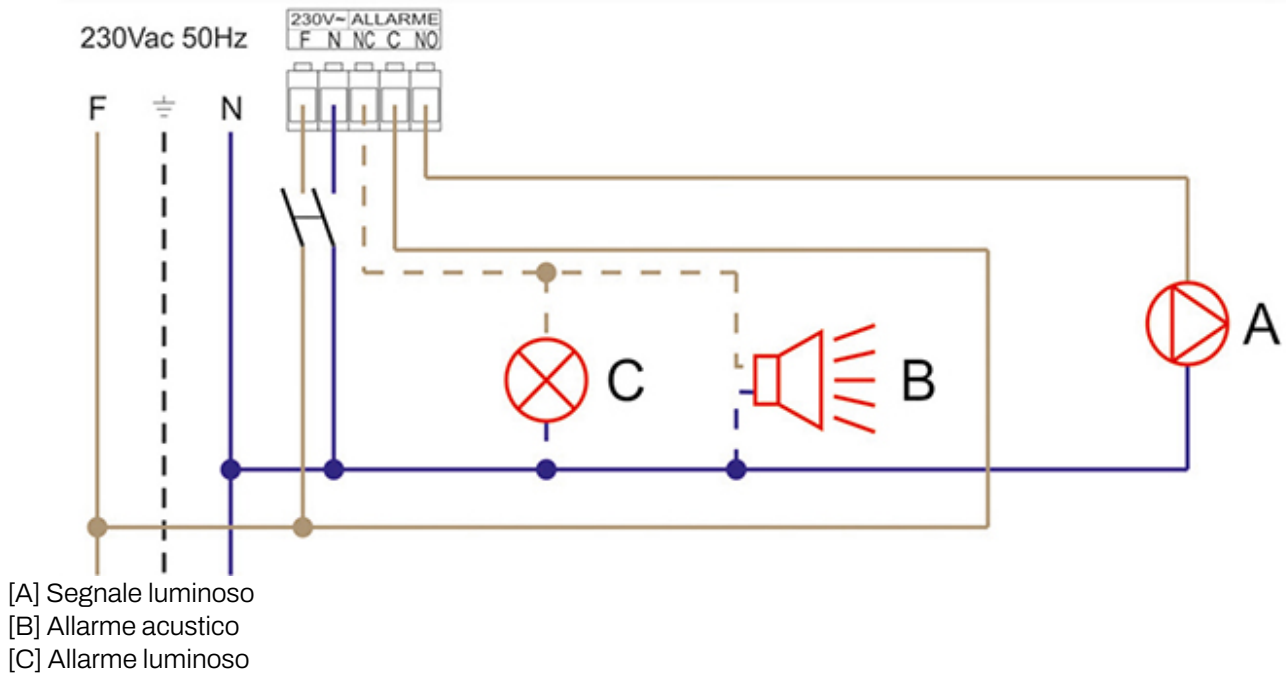 230V~ ALLARME
230Vac 50Hz
F N NC C NO
F N
A
C B
[A] Segnale luminoso
[B] Allarme acustico
[C] Allarme luminoso